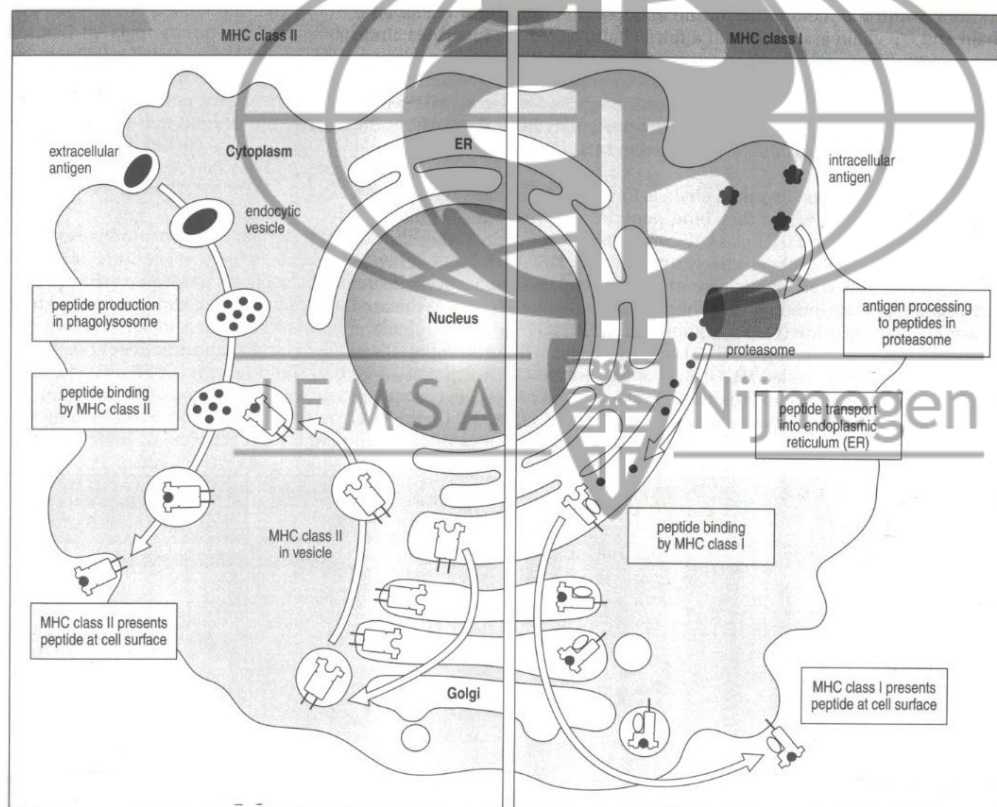 MHC class II
MHC class I
extracellular
antigen
Cytoplasm
ER
intracellular
antigen
endocytic
vesicle
peptide production
in phagolysosome
Nucleus
proteasome
antigen processing
to peptides in
proteasome
peptide binding
by MHC class II
IFMSA
Nijmegen
peptide transport
into endoplasmic
reticulum (ER)
MHC class II
in vesicle
peptide binding
by MHC class I
MHC class II presents
peptide at cell surface
Golgi
MHC class I presents
peptide at cell surface